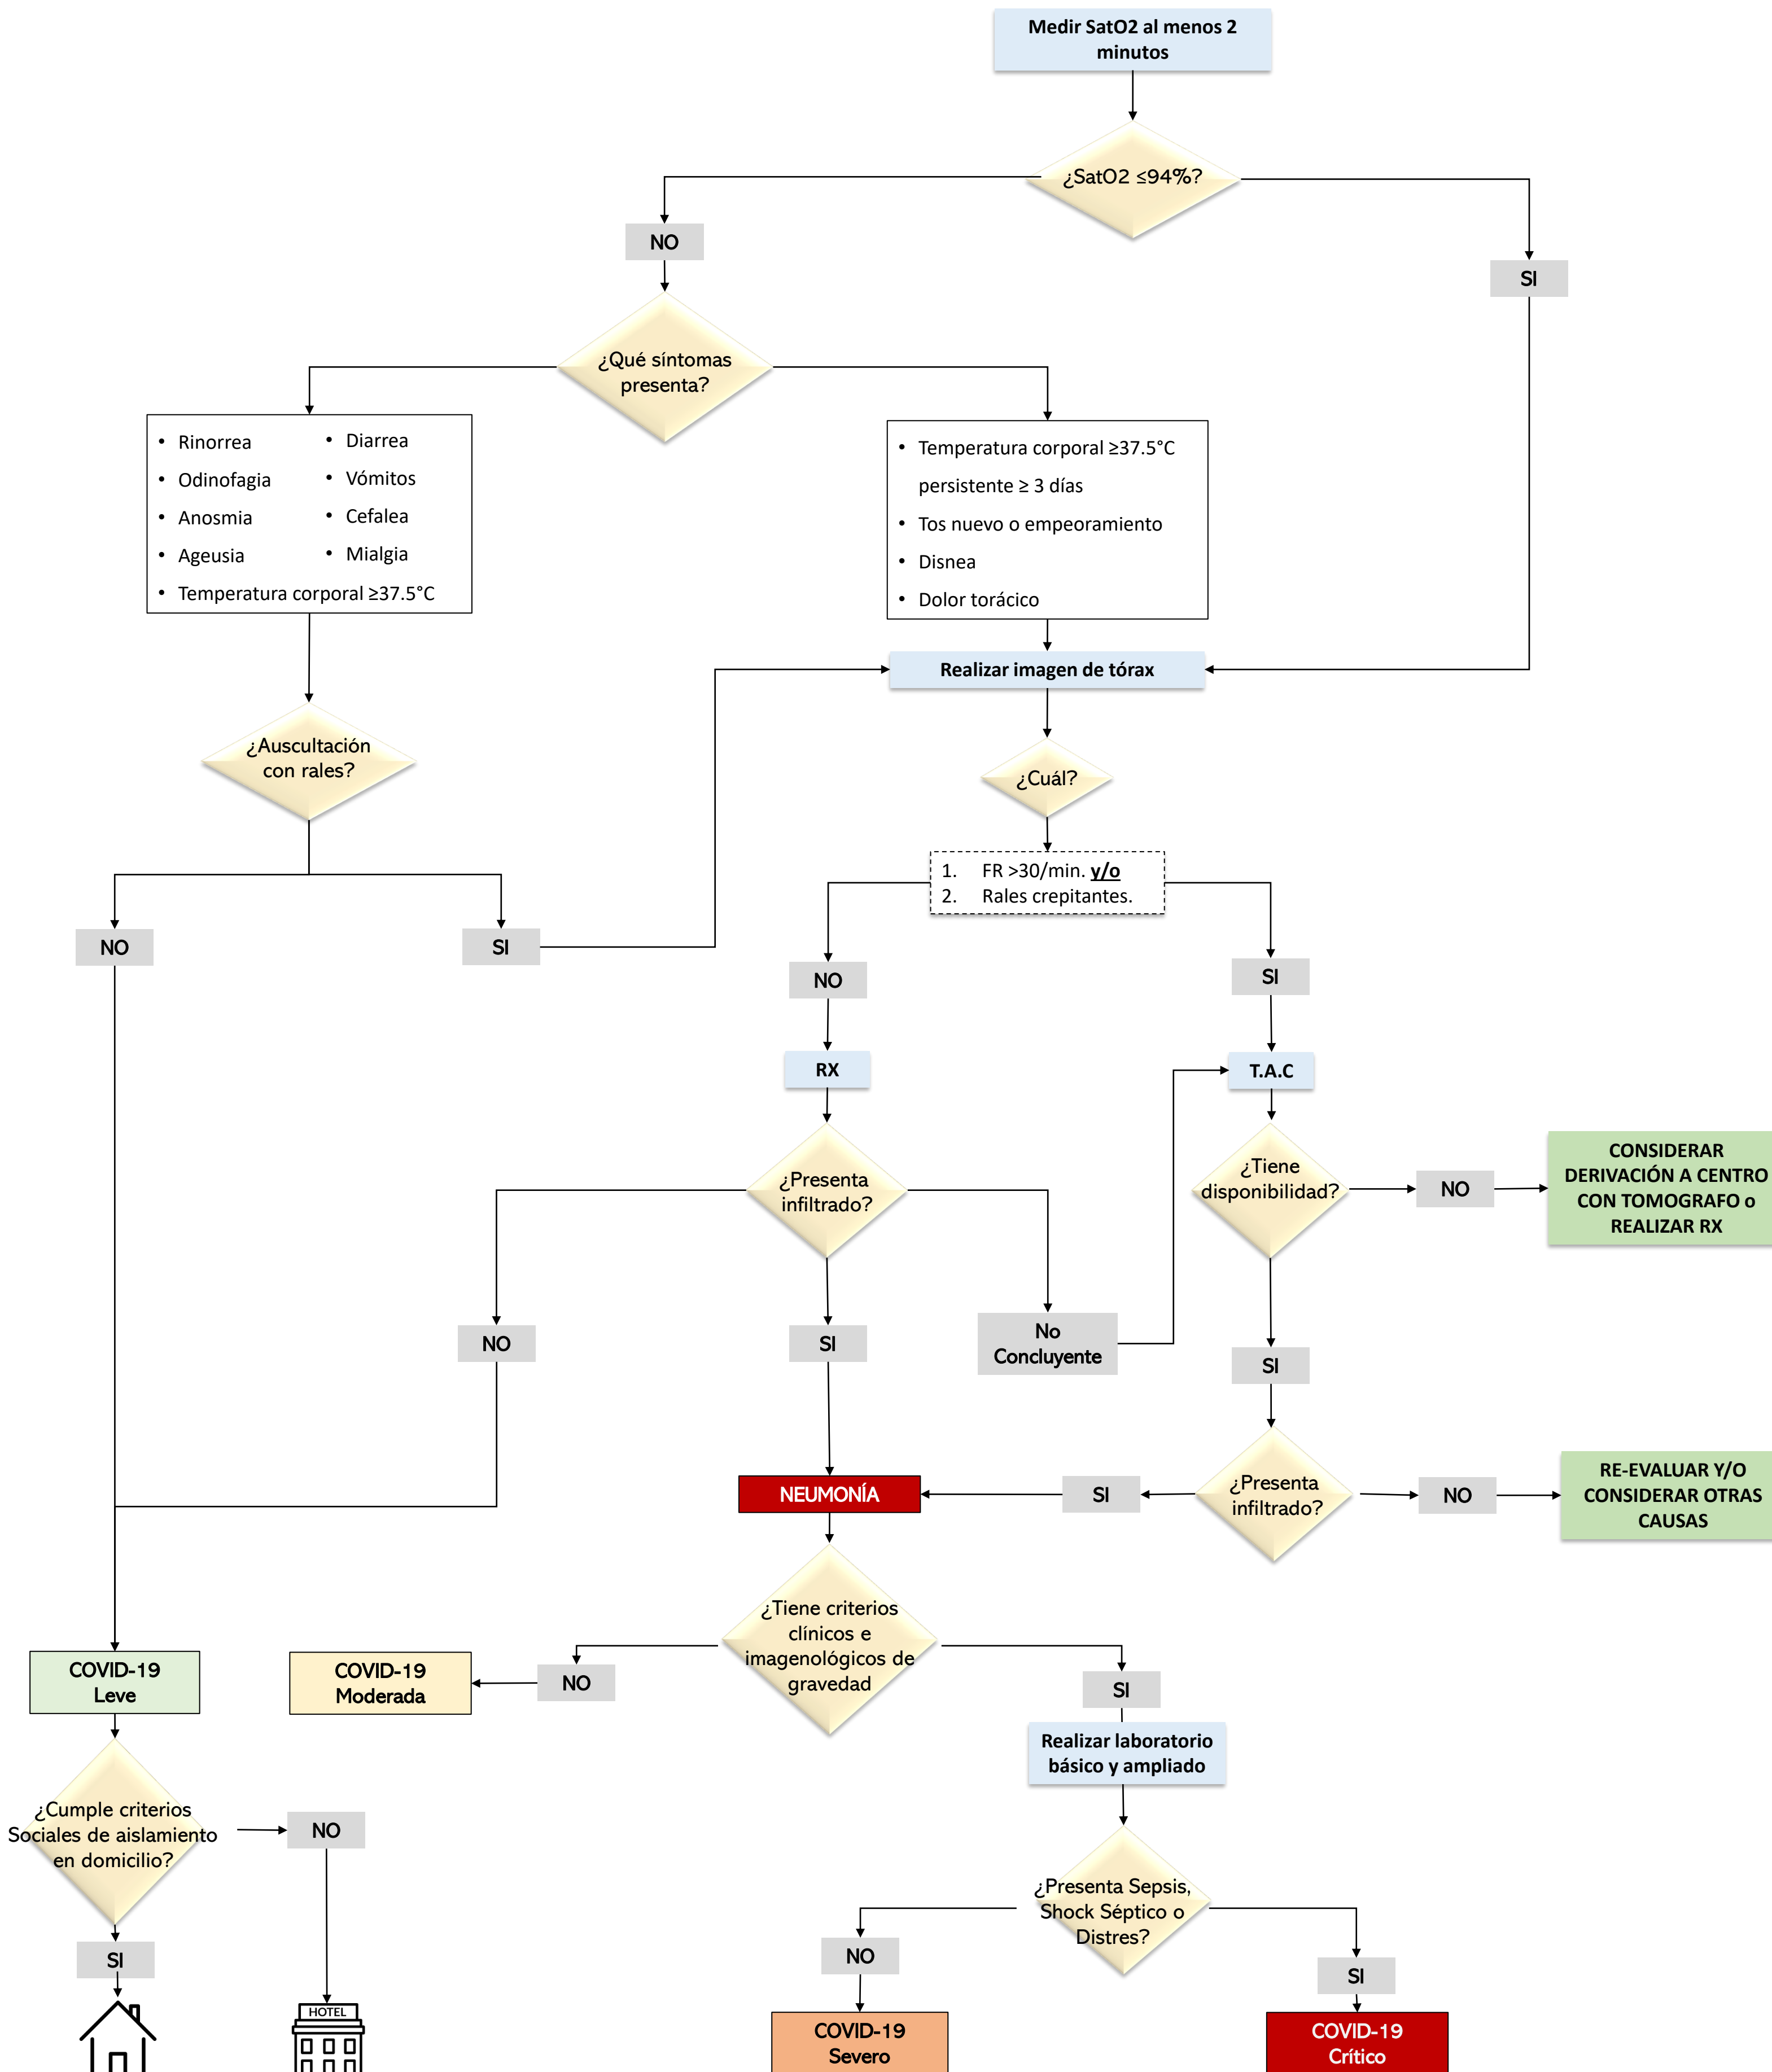 Medir SatO2 al menos 2
minutos
¿SatO2 ≤94%?
NO
SI
¿Qué síntomas
presenta?
• Rinorrea
• Odinofagia
• Anosmia
• Ageusia
• Diarrea
• Vómitos
• Cefalea
• Mialgia
• Temperatura corporal ≥37.5°C
• Temperatura corporal ≥37.5°C
persistente ≥ 3 días
• Tos nuevo o empeoramiento
• Disnea
• Dolor torácico
Realizar imagen de tórax
¿Auscultación
con rales?
¿Cuál?
1. FR >30/min. y/o
2. Rales crepitantes.
NO
SI
NO
SI
RX
T.A.C
¿Presenta
infiltrado?
¿Tiene
disponibilidad?
NO
CONSIDERAR
DERIVACIÓN A CENTRO
CON TOMOGRAFO o
REALIZAR RX
NO
SI
No
Concluyente
SI
NEUMONÍA
SI
¿Presenta
infiltrado?
NO
RE-EVALUAR Y/O
CONSIDERAR OTRAS
CAUSAS
¿Tiene criterios
clínicos e
imagenológicos de
gravedad
COVID-19
Leve
COVID-19
Moderada
NO
SI
Realizar laboratorio
básico y ampliado
¿Cumple criterios
Sociales de aislamiento
en domicilio?
NO
¿Presenta Sepsis,
Shock Séptico o
Distres?
SI
NO
SI
HOTEL
COVID-19
Severo
COVID-19
Crítico